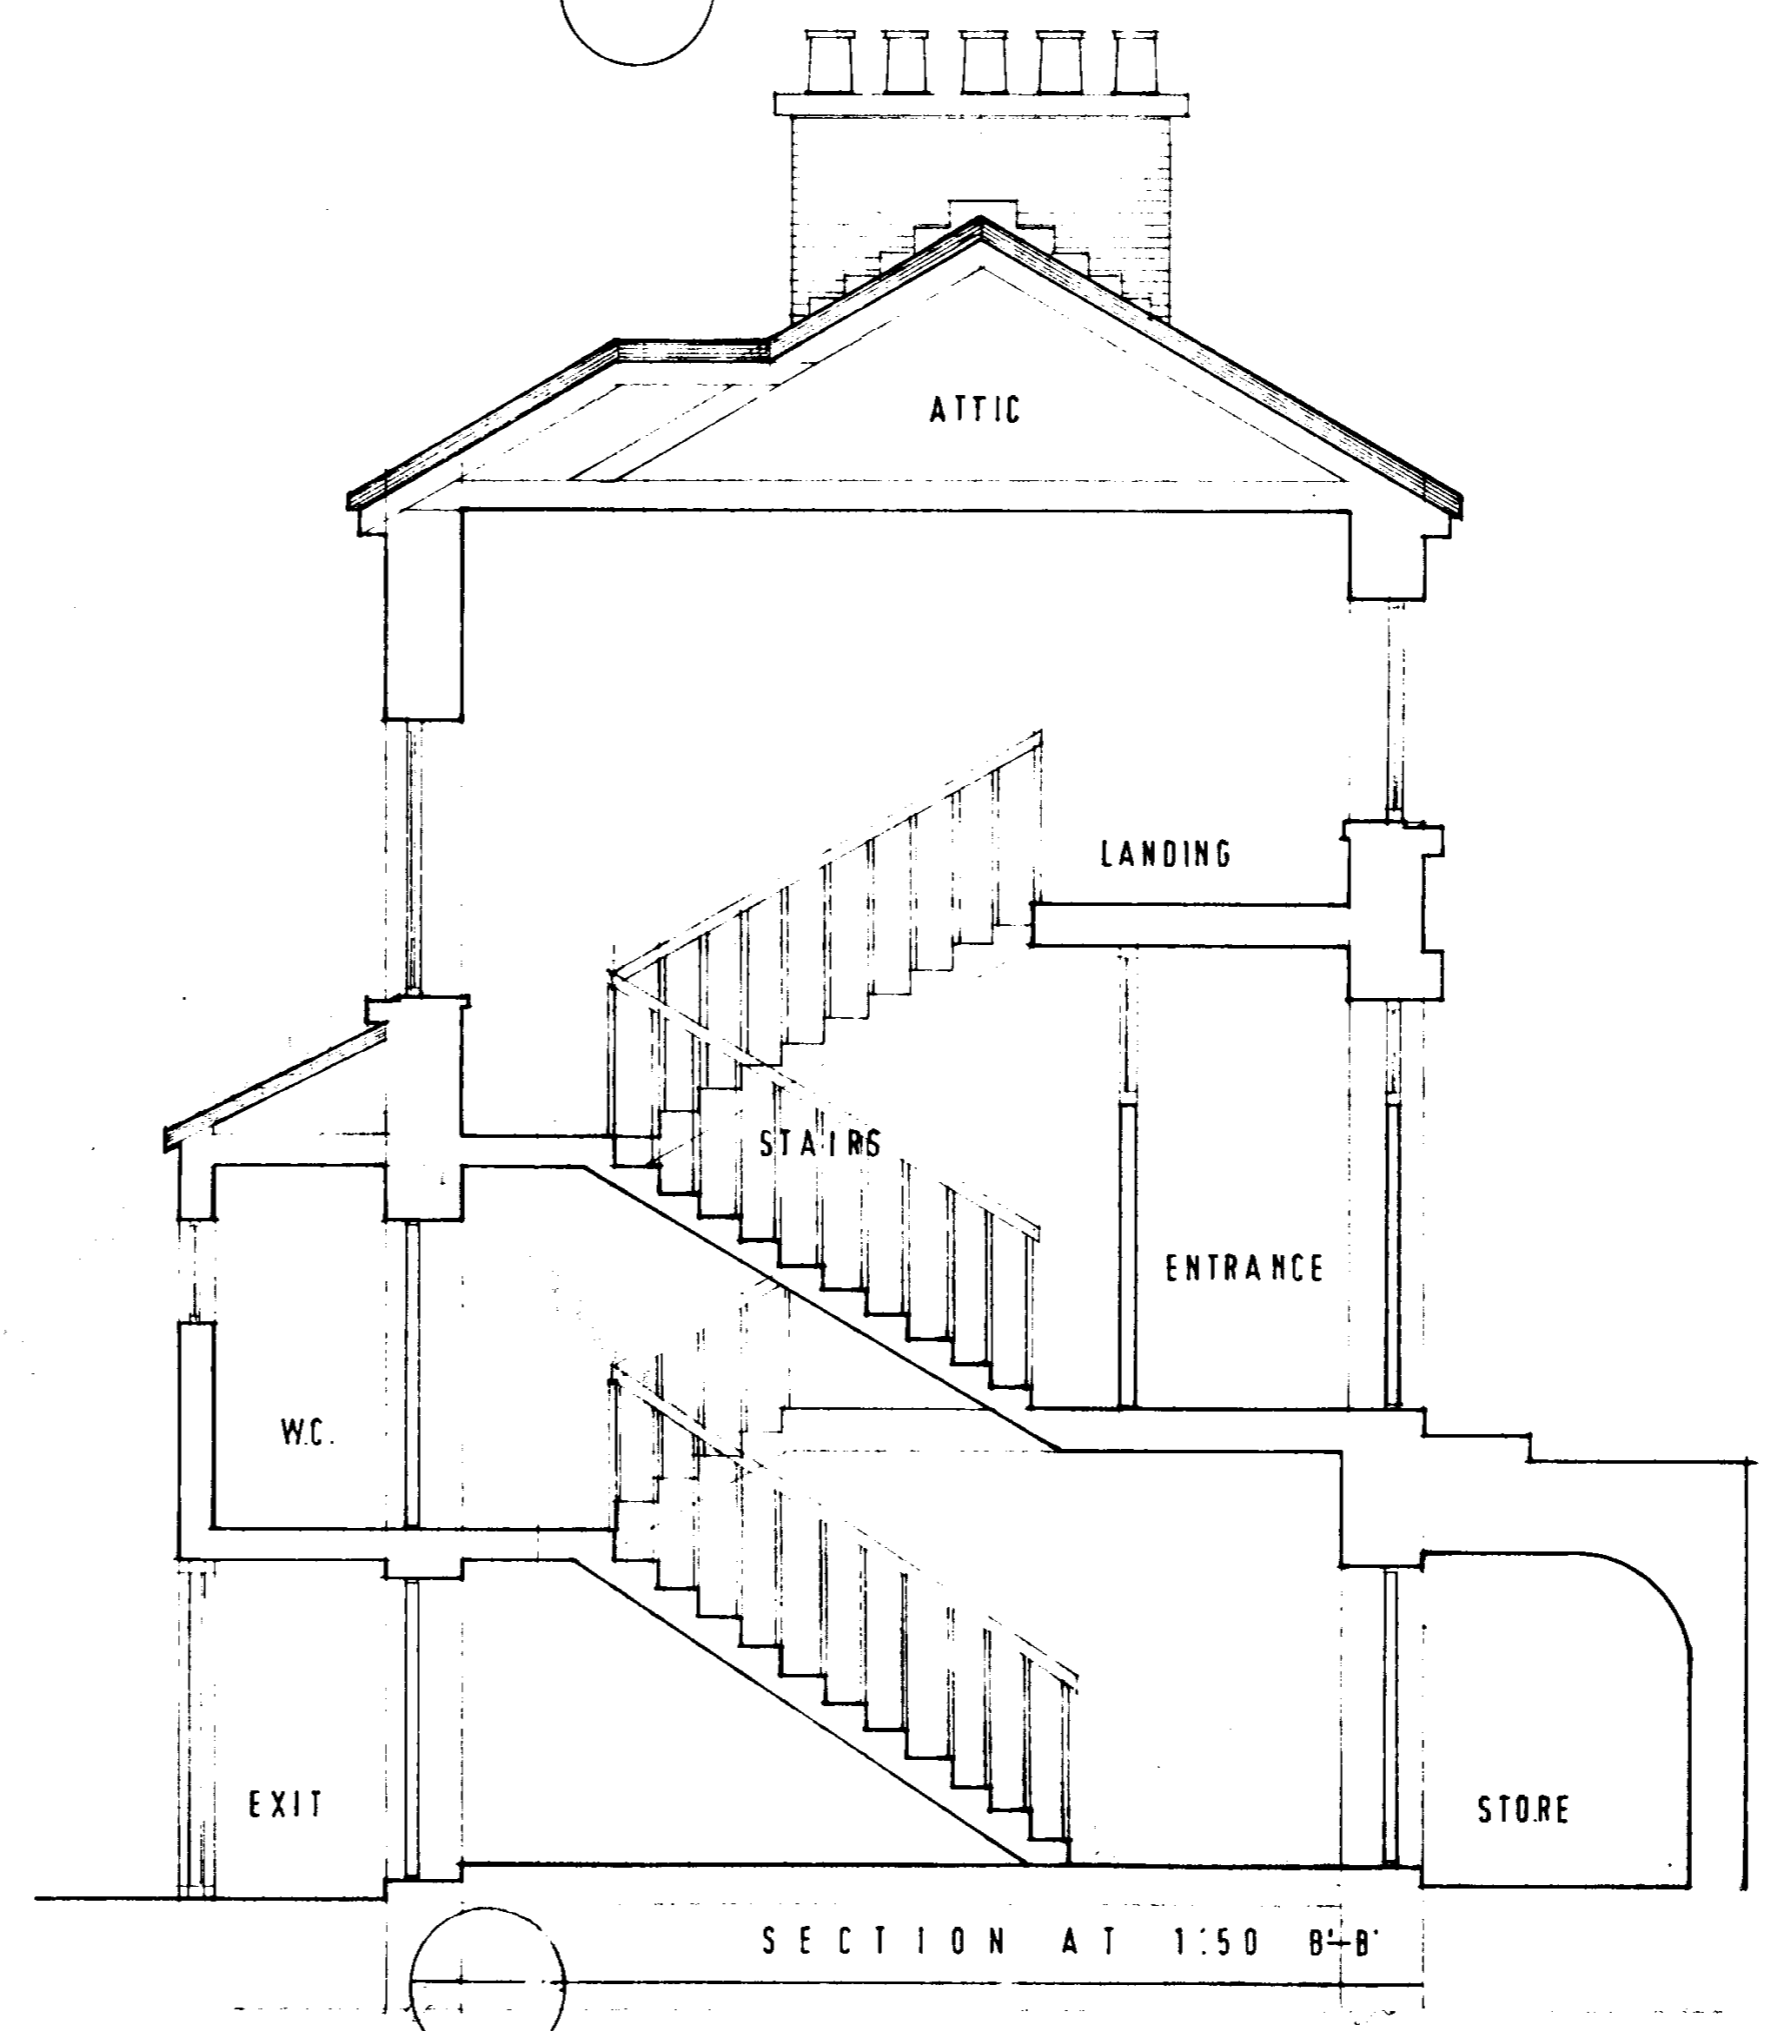 ATTIC
LANDING
STAIRS
ENTRANCE
W.C.
EXIT
STORE
SECTION AT 1:50 B'-B'